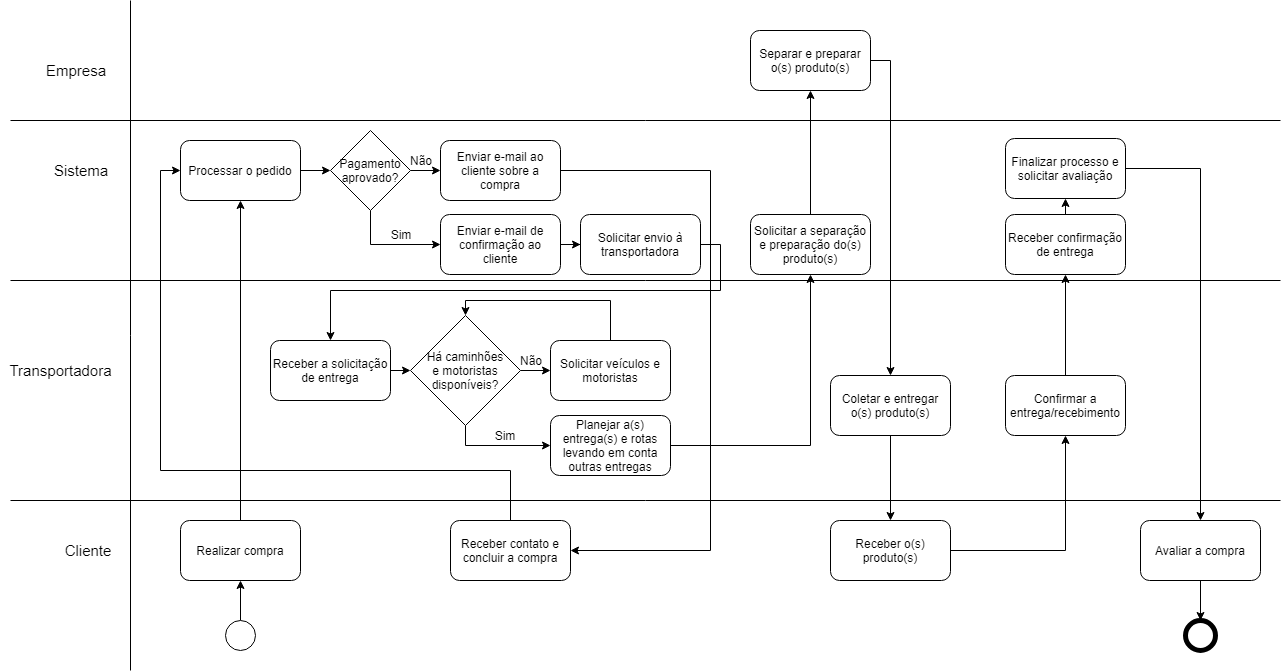 Empresa
Separar e preparar
o(s) produto(s)
Sistema
Processar o pedido
Pagamento
aprovado?
Não
Enviar e-mail ao
cliente sobre a
compra
Sim
Enviar e-mail de
confirmação ao
cliente
Solicitar envio à
transportadora
Solicitar a separação
e preparação do(s)
produto(s)
Finalizar processo e
solicitar avaliação
Receber confirmação
de entrega
Transportadora
Receber a solicitação
de entrega
Há caminhões
e motoristas
disponíveis?
Não
Solicitar veículos e
motoristas
Sim
Planejar a(s)
entrega(s) e rotas
levando em conta
outras entregas
Coletar e entregar
o(s) produto(s)
Confirmar a
entrega/recebimento
Cliente
Realizar compra
Receber contato e
concluir a compra
Receber o(s)
produto(s)
Avaliar a compra